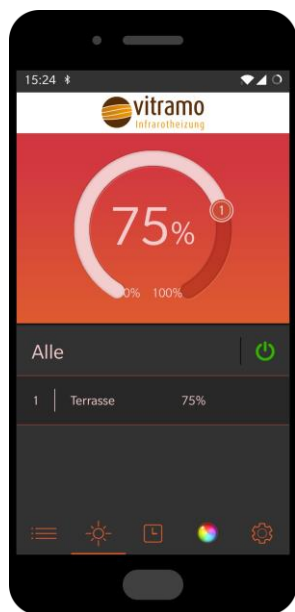 15:24
vitramo
Infrarotheizung
75%
1
0% 100%
Alle
1 Terrasse 75%